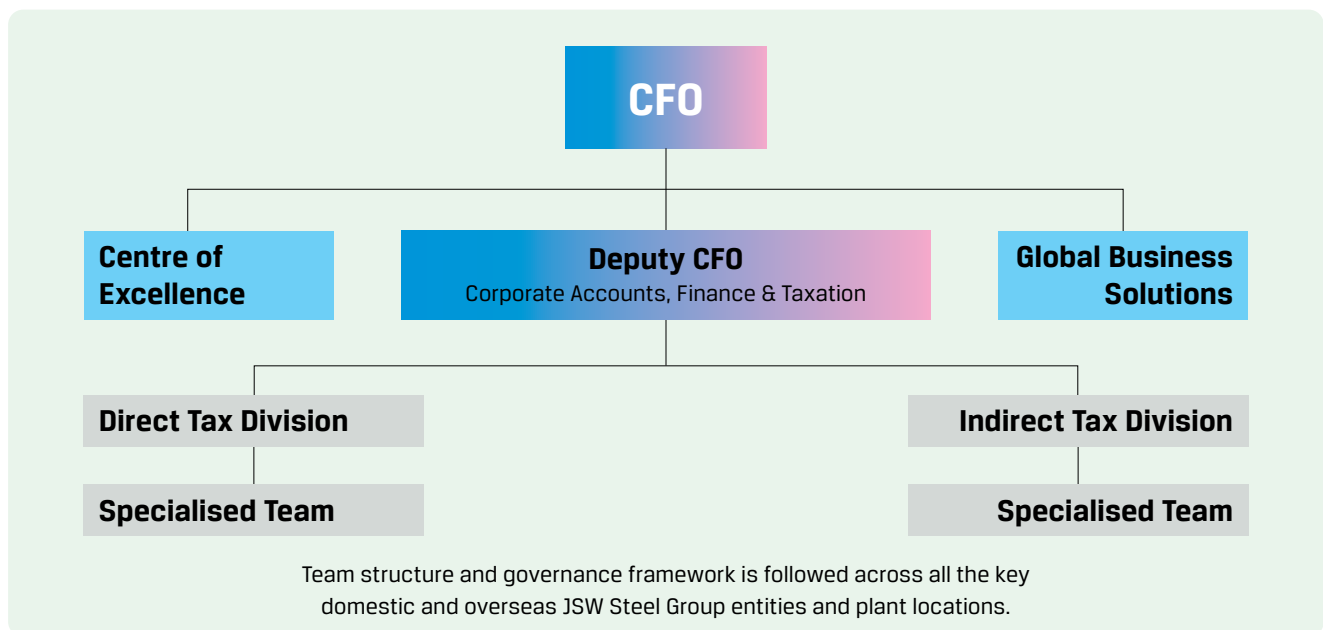 CFO
Centre of
Excellence
Deputy CFO
Corporate Accounts, Finance & Taxation
Global Business
Solutions
Direct Tax Division
Indirect Tax Division
Specialised Team
Specialised Team
Team structure and governance framework is followed across all the key
domestic and overseas JSW Steel Group entities and plant locations.